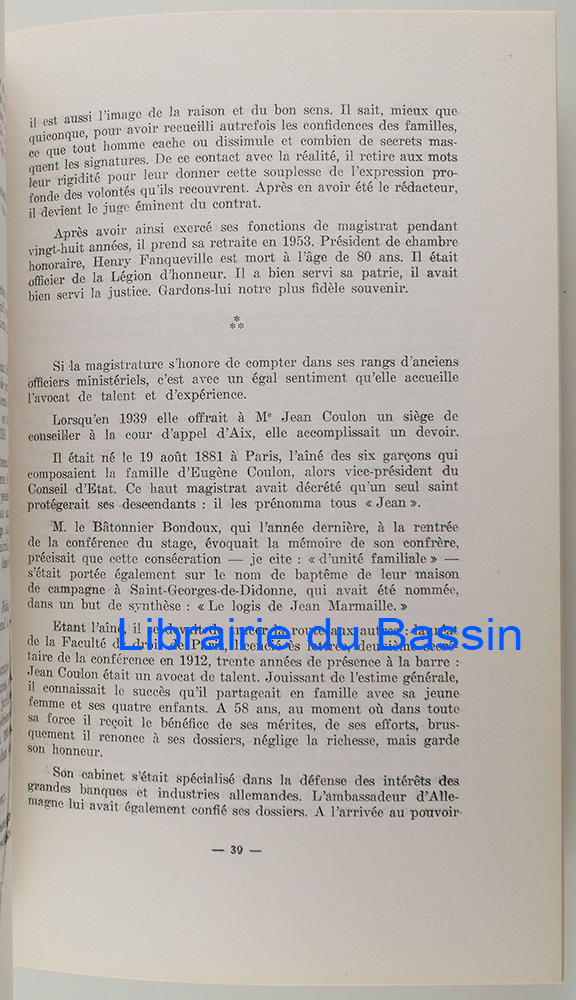 il est aussi l'image de la raison et du bon sens. Il sait, mieux que
quiconque, pour avoir recueilli autrefois les confidences des familles,
ce que tout homme cache ou dissimule et combien de secrets mas-
quent les signatures. De ce contact avec la réalité, il retire aux mots
leur rigidité pour leur donner cette souplesse de l'expression pro-
fonde des volontés qu'ils recouvrent. Après en avoir été le rédacteur,
il devient le juge éminent du contrat.
Après avoir ainsi exercé ses fonctions de magistrat pendant
vingt-huit années, il prend sa retraite en 1953. Président de chambre
honoraire, Henry Fanqueville est mort à l'âge de 80 ans. Il était
officier de la Légion d'honneur. Il a bien servi sa patrie, il avait
bien servi la justice. Gardons-lui notre plus fidèle souvenir.
*
**
Si la magistrature s'honore de compter dans ses rangs d'anciens
officiers ministériels, c'est avec un égal sentiment qu'elle accueille
l'avocat de talent et d'expérience.
Lorsqu'en 1939 elle offrait à Me Jean Coulon un siège de
conseiller à la cour d'appel d'Aix, elle accomplissait un devoir.
Il était né le 19 août 1881 à Paris, l'aîné des six garçons qui
composaient la famille d'Eugène Coulon, alors vice-président du
Conseil d'Etat. Ce haut magistrat avait décrété qu'un seul saint
protégerait ses descendants : il les prénomma tous « Jean ».
M. le Bâtonnier Bondoux, qui l'année dernière, à la rentrée
de la conférence du stage, évoquait la mémoire de son confrère,
précisait que cette consécration — je cite : « d'unité familiale » —
s'était portée également sur le nom de baptême de leur maison
de campagne à Saint-Georges-de-Didonne, qui avait été nommée,
dans un but de synthèse : « Le logis de Jean Marmaille. »
Etant l'aîné, il se devait de tracer la route aux autres : lauréat
Librairie du Bassin
de la Faculté de droit de Paris, licencié ès lettres, deuxième secré-
taire de la conférence en 1912, trente années de présence à la barre :
Jean Coulon était un avocat de talent. Jouissant de l'estime générale,
il connaissait le succès qu'il partageait en famille avec sa jeune
femme et ses quatre enfants. A 58 ans, au moment où dans toute
sa force il reçoit le bénéfice de ses mérites, de ses efforts, brus-
quement il renonce à ses dossiers, néglige la richesse, mais garde
son honneur.
Son cabinet s'était spécialisé dans la défense des intérêts des
grandes banques et industries allemandes. L'ambassadeur d'Alle-
magne lui avait également confié ses dossiers. A l'arrivée au pouvoir
— 39 —